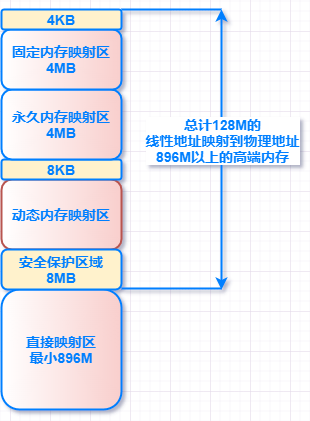 4KB
固定内存映射区
4MB
永久内存映射区
4MB
8KB
动态内存映射区
安全保护区域
8MB
直接映射区
最小896M
总计128M的
线性地址映射到物理地址
896M以上的高端内存